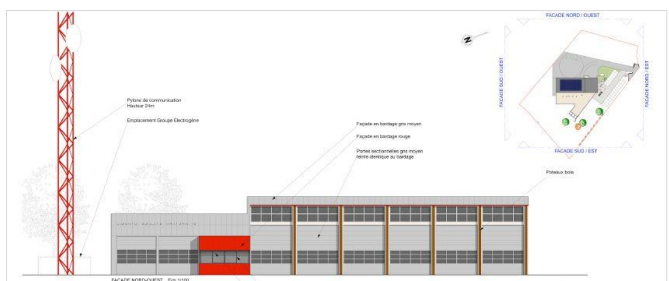 FACADE NORD / OUEST
FACADE SUD / OUEST
FACADE NORD / EST
FACADE SUD / EST
N
Pylone de communication
Hauteur 24m
Emplacement Groupe Electrogène
Façade en bardage gris moyen
Façade en bardage rouge
Portes sectionnelles gris moyen
teinte identique au bardage
Poteaux bois
FACADE NORD-OUEST